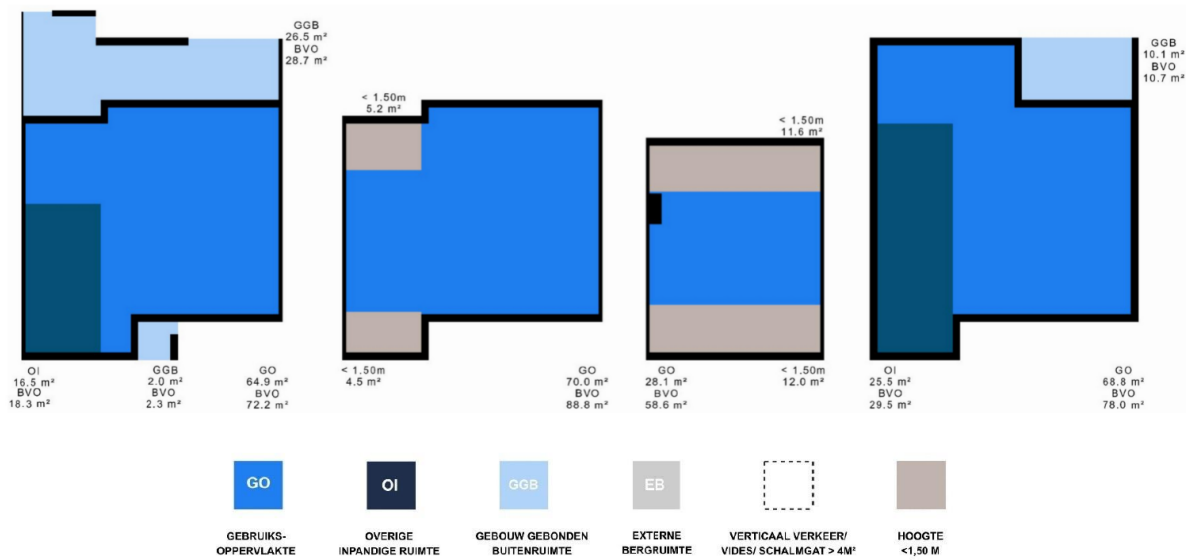 GGB
26.5 m²
BVO
28.7 m²
OI
16.5 m²
BVO
18.3 m²
GGB
2.0 m²
BVO
2.3 m²
GO
64.9 m²
BVO
72.2 m²
< 1.50m
5.2 m²
< 1.50m
4.5 m²
GO
70.0 m²
BVO
88.8 m²
< 1.50m
11.6 m²
GO
28.1 m²
BVO
58.6 m²
< 1.50m
12.0 m²
GGB
10.1 m²
BVO
10.7 m²
OI
25.5 m²
BVO
29.5 m²
GO
68.8 m²
BVO
78.0 m²
GO
GEBRUIKS-
OPPERVLAKTE
OI
OVERIGE
INPANDIGE RUIMTE
GGB
GEBOUW GEBONDEN
BUITENRUIMTE
EB
EXTERNE
BERGRUIMTE
VERTICAAL VERKEER/
VIDES/ SCHALMGAT > 4M²
HOOGTE
<1,50 M